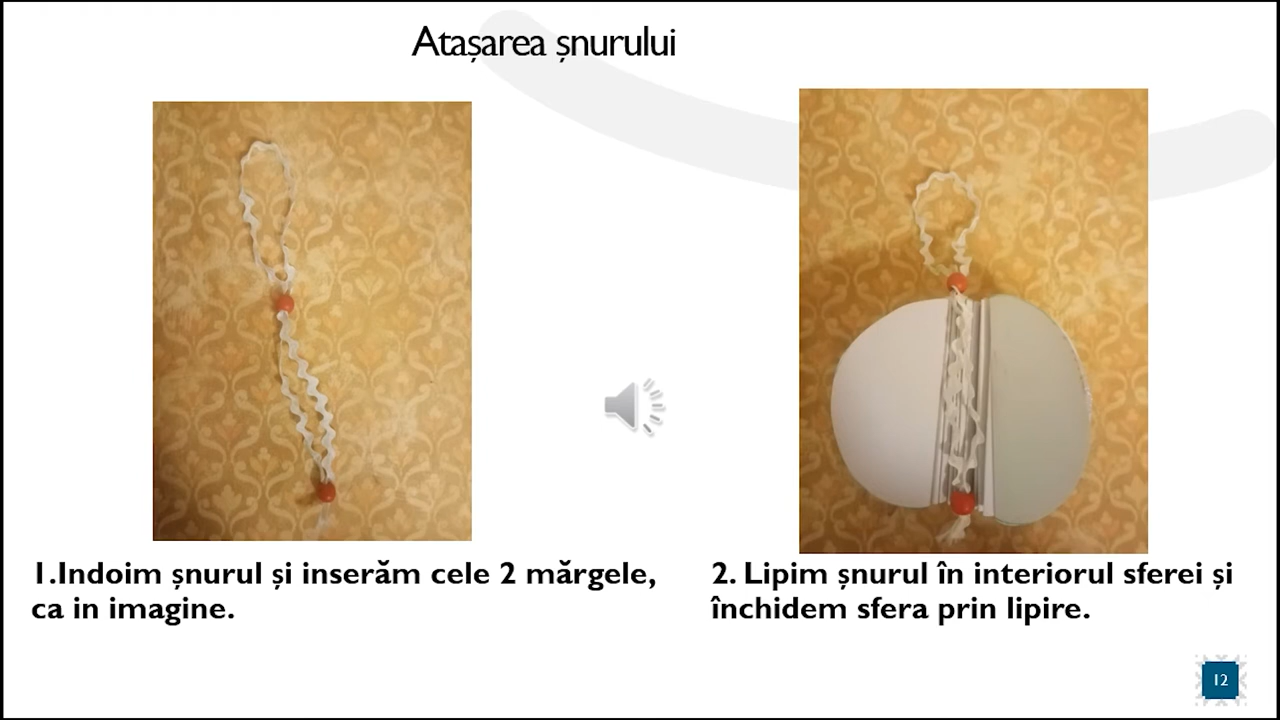 Atașarea șnurului
1.Indoim șnurul și inserăm cele 2 mărgele,
ca in imagine.
2. Lipim șnurul în interiorul sferei și
închidem sfera prin lipire.
12